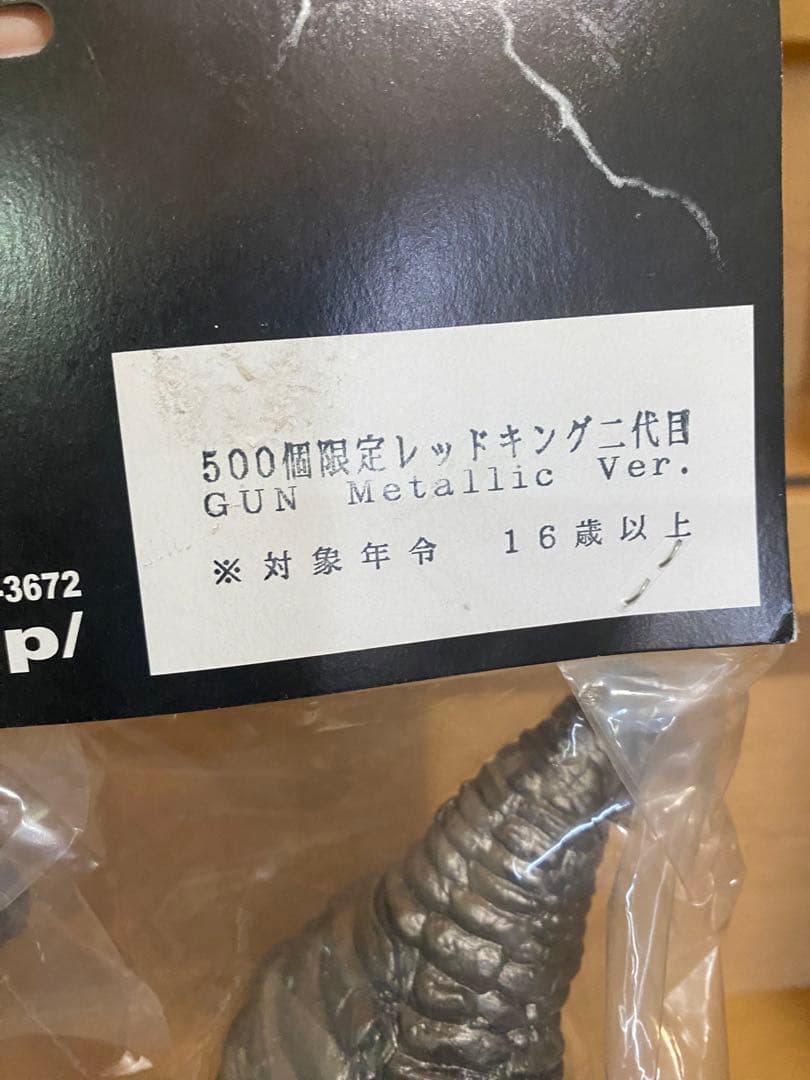 500個限定レッドキング二代目
GUN Metallic Ver.
※対象年令 16歳以上
-3672
p/